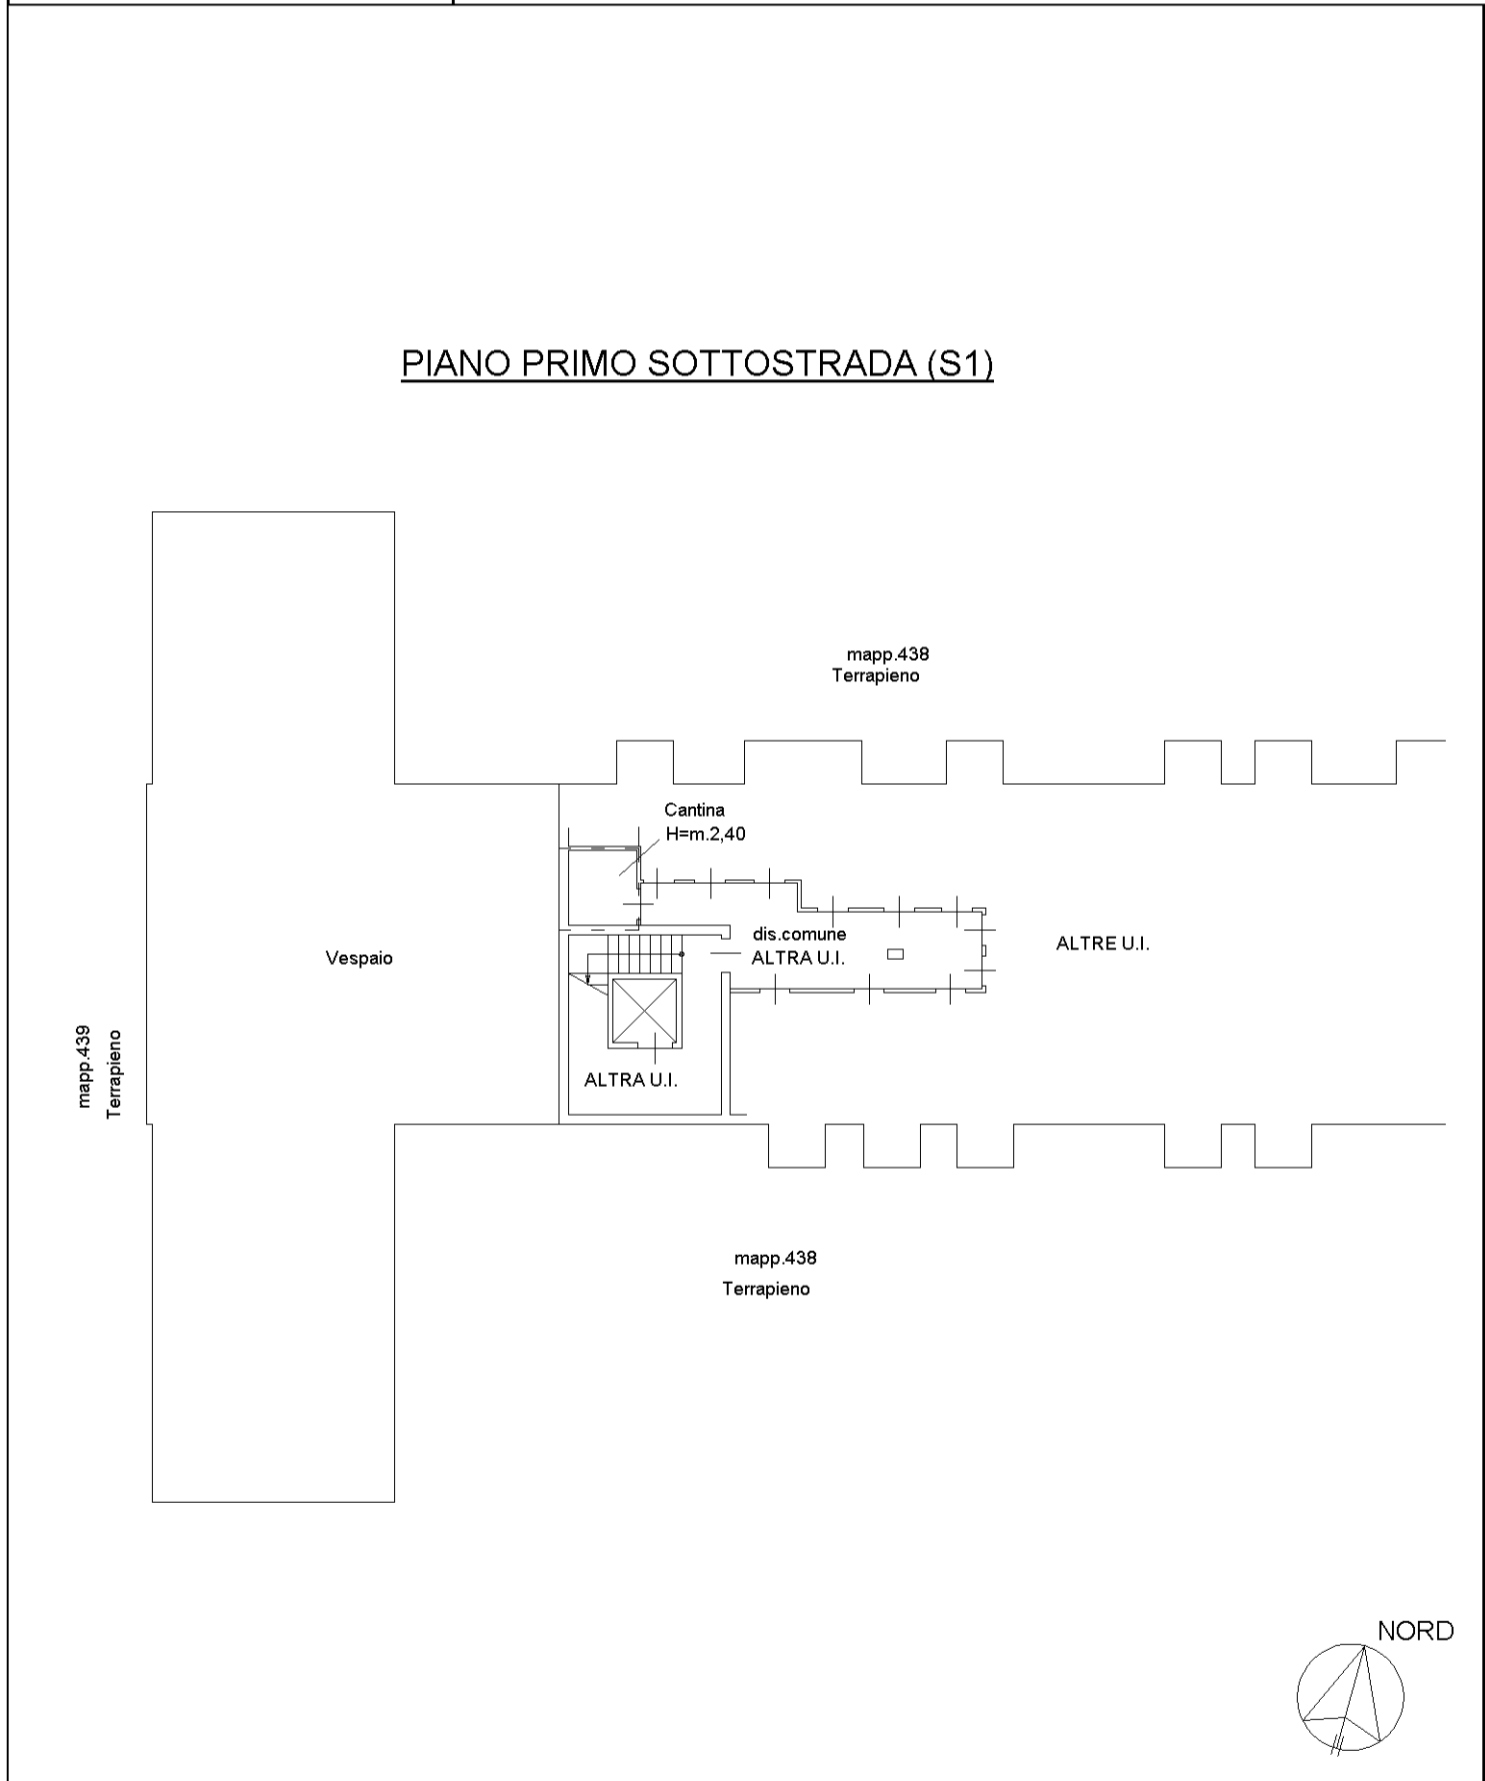 PIANO PRIMO SOTTOSTRADA (S1)
mapp.438
Terrapieno
Cantina
H=m.2,40
dis.comune
ALTRA U.I.
ALTRE U.I.
Vespaio
mapp.439
Terrapieno
ALTRA U.I.
mapp.438
Terrapieno
NORD